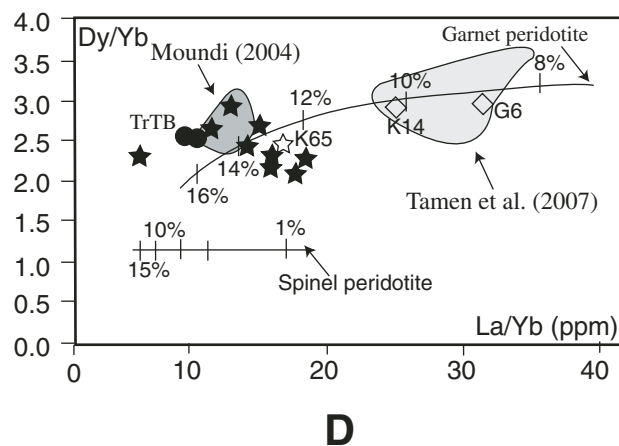 4.0
Dy/Yb
Garnet peridotite
Moundi (2004)
3.5
8%
3.0
10%
12%
G6
K14
TrTB
2.5
K65
14%
2.0
16%
Tamen et al. (2007)
1.5
10%
1%
1.0
15%
Spinel peridotite
0.5
La/Yb (ppm)
0.0
0
10
20
30
40
D